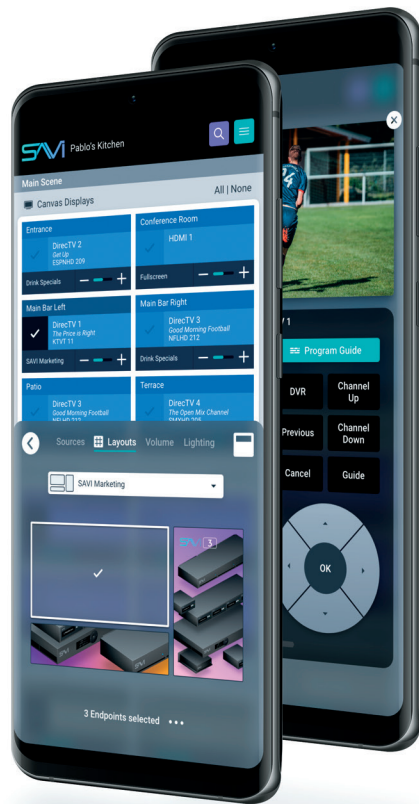 SAVI Pablo's Kitchen
Main Scene
Canvas Displays All | None
Entrance
DirecTV 2
Get Up
ESPNHD 209
Drink Specials
Conference Room
HDMI 1
Fullscreen
Main Bar Left
DirecTV 1
The Price is Right
KTVT 11
SAVI Marketing
Main Bar Right
DirecTV 3
Good Morning Football
NFLHD 212
Drink Specials
Patio
DirecTV 3
Good Morning Football
NFLHD 212
Terrace
DirecTV 4
The Open Mix Channel
Sources Layouts Volume Lighting
SAVI Marketing
SAVI 3
3 Endpoints selected
Program Guide
DVR
Channel
Up
Previous
Channel
Down
Cancel
Guide
OK